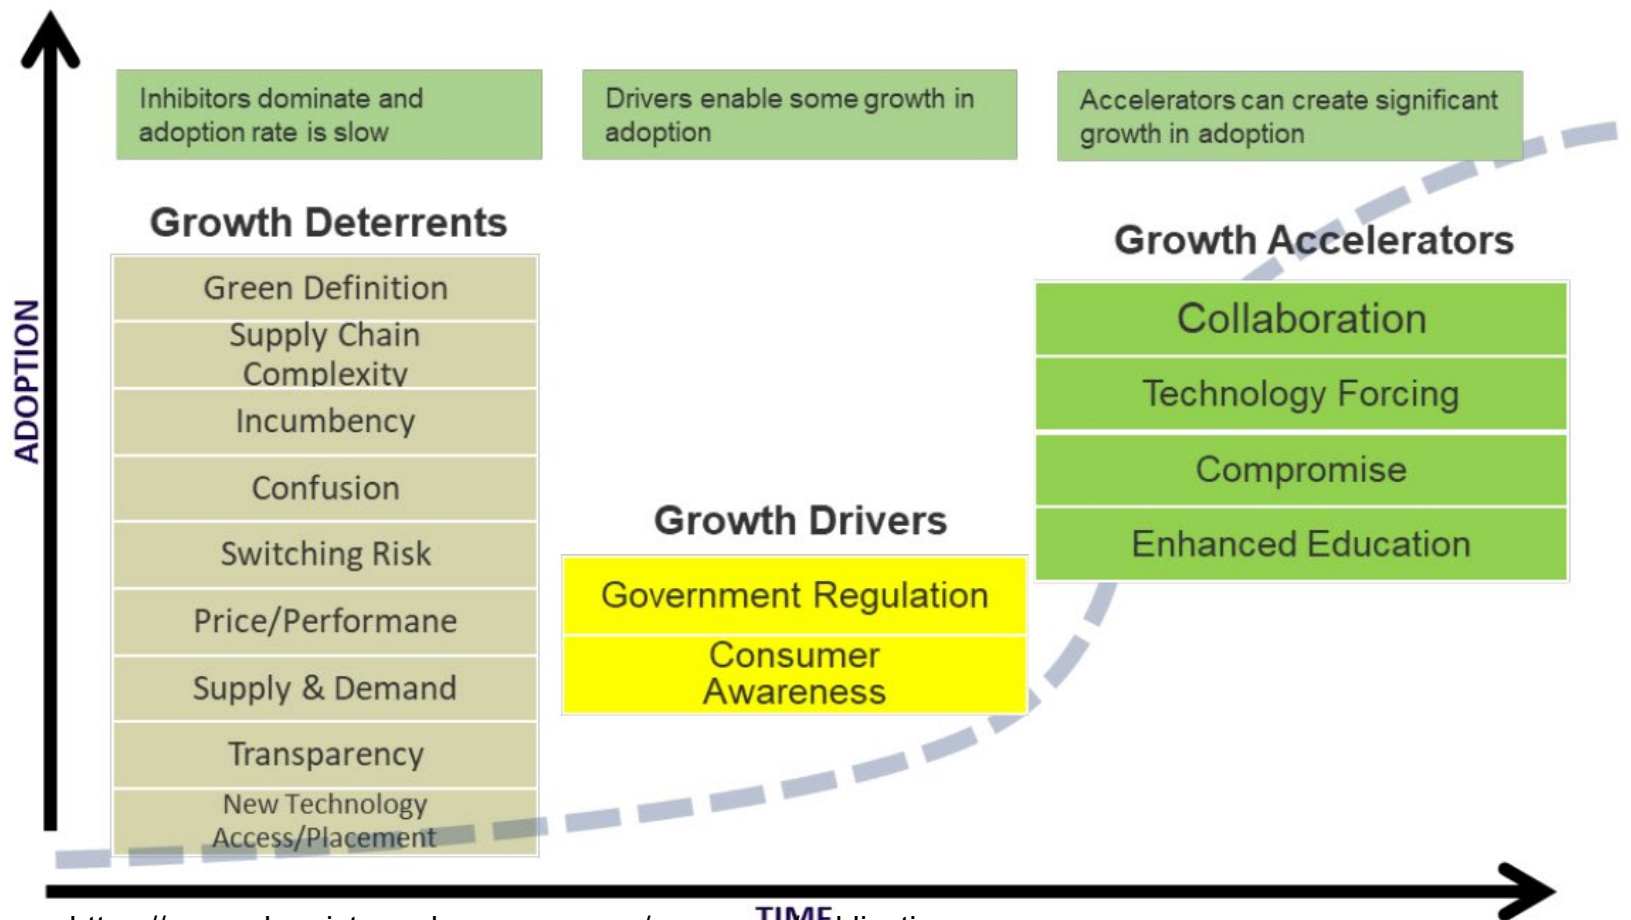 Inhibitors dominate and
adoption rate is slow
Drivers enable some growth in
adoption
Accelerators can create significant
growth in adoption
Growth Deterrents
Green Definition
Supply Chain
Complexity
Incumbency
Confusion
Switching Risk
Price/Performane
Supply & Demand
Transparency
New Technology
Access/Placement
Growth Drivers
Government Regulation
Consumer
Awareness
Growth Accelerators
Collaboration
Technology Forcing
Compromise
Enhanced Education
ADOPTION
TIME